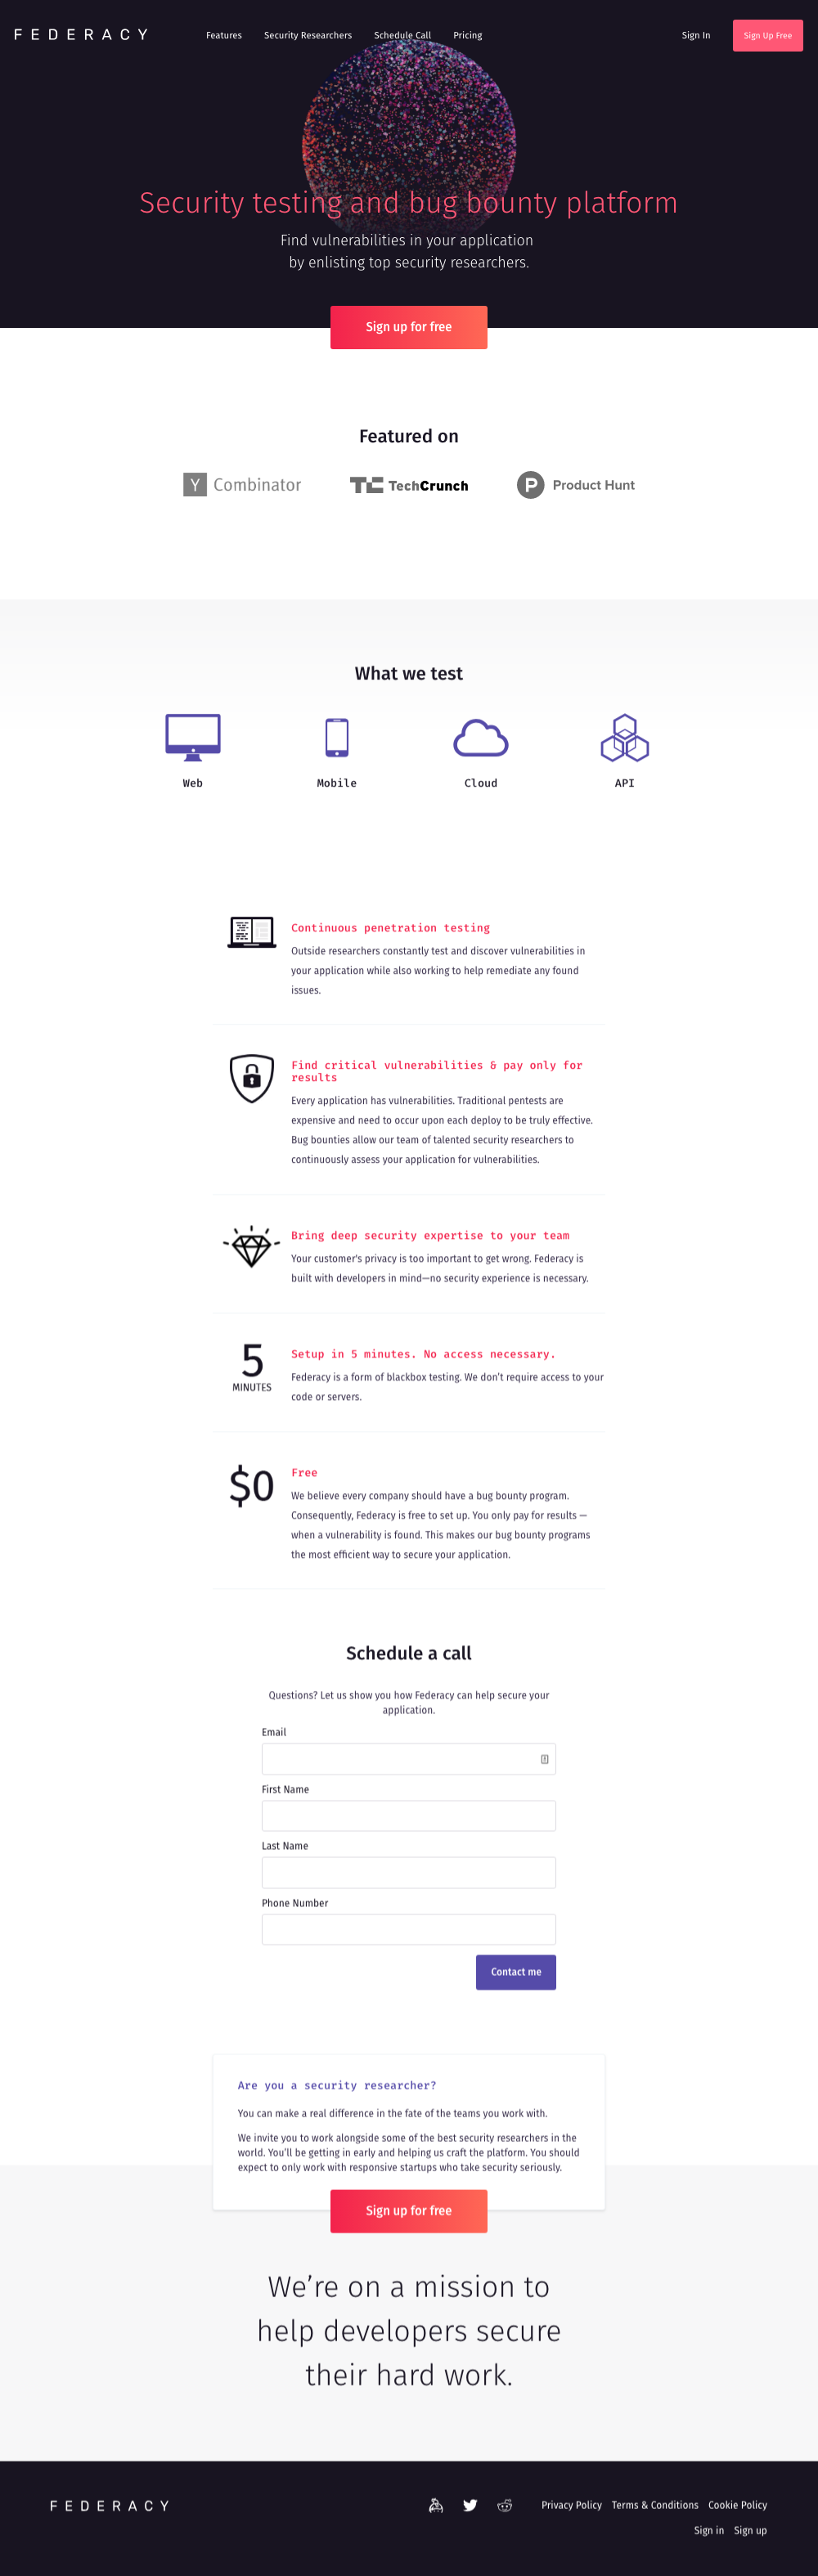 FEDERACY
Features
Security Researchers
Schedule Call
Pricing
Sign In
Sign Up Free
Security testing and bug bounty platform
Find vulnerabilities in your application
by enlisting top security researchers.
Sign up for free
Featured on
Y Combinator
TC TechCrunch
P Product Hunt
What we test
Web
Mobile
Cloud
API
Continuous penetration testing
Outside researchers constantly test and discover vulnerabilities in
your application while also working to help remediate any found
issues.
Find critical vulnerabilities & pay only for
results
Every application has vulnerabilities. Traditional pentests are
expensive and need to occur upon each deploy to be truly effective.
Bug bounties allow our team of talented security researchers to
continuously assess your application for vulnerabilities.
Bring deep security expertise to your team
Your customer's privacy is too important to get wrong. Federacy is
built with developers in mind—no security experience is necessary.
5
MINUTES
Setup in 5 minutes. No access necessary.
Federacy is a form of blackbox testing. We don’t require access to your
code or servers.
$0
Free
We believe every company should have a bug bounty program.
Consequently, Federacy is free to set up. You only pay for results —
when a vulnerability is found. This makes our bug bounty programs
the most efficient way to secure your application.
Schedule a call
Questions? Let us show you how Federacy can help secure your
application.
Email
First Name
Last Name
Phone Number
Contact me
Are you a security researcher?
You can make a real difference in the fate of the teams you work with.
We invite you to work alongside some of the best security researchers in the
world. You’ll be getting in early and helping us craft the platform. You should
expect to only work with responsive startups who take security seriously.
Sign up for free
We’re on a mission to
help developers secure
their hard work.
FEDERACY
Privacy Policy
Terms & Conditions
Cookie Policy
Sign in
Sign up